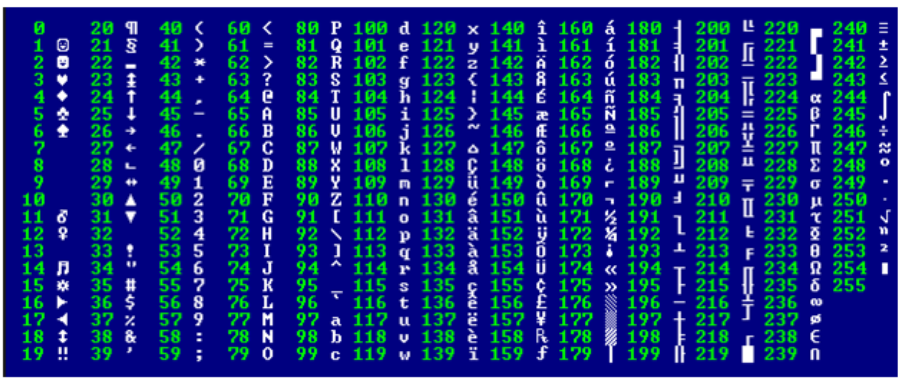 0 20 ¶ 40 ( 60 < 80 P 100 d 120 x 140 î 160 á 180 ┤ 200 ╚ 220 ▄ 240 ≡
1 ☺ 21 § 41 ) 61 = 81 Q 101 e 121 y 141 ì 161 í 181 ╡ 201 ╔ 221 ▌ 241 ±
2 ☻ 22 ▬ 42 * 62 > 82 R 102 f 122 z 142 Ä 162 ó 182 ╢ 202 ╩ 222 ▐ 242 ≥
3 ♥ 23 ↨ 43 + 63 ? 83 S 103 g 123 { 143 Å 163 ú 183 ╖ 203 ╦ 223 ▀ 243 ≤
4 ♦ 24 ↑ 44 , 64 @ 84 T 104 h 124 ¦ 144 É 164 ñ 184 ╕ 204 ╠ 224 α 244 ⌠
5 ♣ 25 ↓ 45 - 65 A 85 U 105 i 125 } 145 æ 165 Ñ 185 ╣ 205 ═ 225 β 245 ⌡
6 ♠ 26 → 46 . 66 B 86 V 106 j 126 ~ 146 Æ 166 ª 186 ║ 206 ╬ 226 Γ 246 ÷
7 27 ← 47 / 67 C 87 W 107 k 127 ⌂ 147 ô 167 º 187 ╗ 207 ╧ 227 π 247 ≈
8 28 ∟ 48 0 68 D 88 X 108 l 128 Ç 148 ö 168 ¿ 188 ╝ 208 ╨ 228 Σ 248 °
9 29 ↔ 49 1 69 E 89 Y 109 m 129 ü 149 ò 169 ⌐ 189 ╜ 209 ╤ 229 σ 249 ∙
10 30 ▲ 50 2 70 F 90 Z 110 n 130 é 150 û 170 ¬ 190 ╛ 210 ╥ 230 µ 250 ·
11 ♂ 31 ▼ 51 3 71 G 91 [ 111 o 131 â 151 ù 171 ½ 191 ┐ 211 ╙ 231 τ 251 √
12 ♀ 32 52 4 72 H 92 \ 112 p 132 ä 152 ÿ 172 ¼ 192 └ 212 ╘ 232 Φ 252 ⁿ
13 33 ! 53 5 73 I 93 ] 113 q 133 à 153 Ö 173 ¡ 193 ┴ 213 ╒ 233 Θ 253 ²
14 ♫ 34 " 54 6 74 J 94 ^ 114 r 134 å 154 Ü 174 « 194 ┬ 214 ╓ 234 Ω 254 ■
15 ☼ 35 # 55 7 75 K 95 _ 115 s 135 ç 155 ¢ 175 » 195 ├ 215 ╫ 235 δ 255
16 ► 36 $ 56 8 76 L 96 ` 116 t 136 ê 156 £ 176 ░ 196 ─ 216 ╪ 236 ∞
17 ◄ 37 % 57 9 77 M 97 a 117 u 137 ë 157 ¥ 177 ▒ 197 ┼ 217 ┘ 237 ø
18 ↕ 38 & 58 : 78 N 98 b 118 v 138 è 158 ₧ 178 ▓ 198 ╞ 218 ┌ 238 ∈
19 ‼ 39 ' 59 ; 79 O 99 c 119 w 139 ï 159 ƒ 179 │ 199 ╟ 219 █ 239 ∩